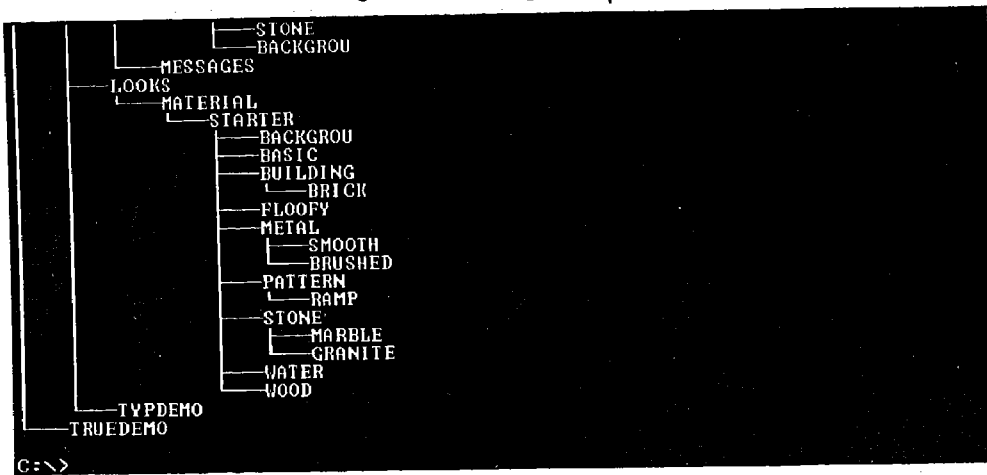 STONE
BACKGROU
MESSAGES
LOOKS
MATERIAL
STARTER
BACKGROU
BASIC
BUILDING
BRICK
FLOOFY
METAL
SMOOTH
BRUSHED
PATTERN
RAMP
STONE
MARBLE
GRANITE
WATER
WOOD
TYPDEMO
TRUEDEMO
C:\>